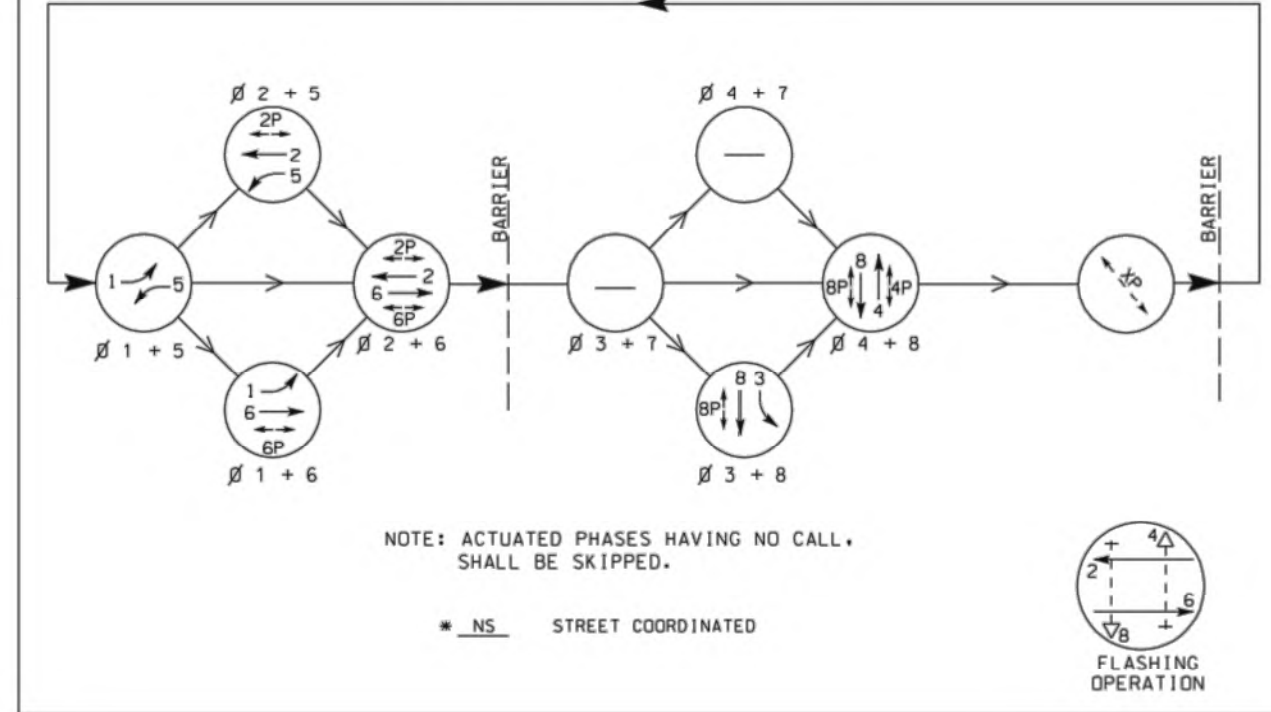 Ø 2 + 5
2P
2
5
1
5
Ø 1 + 5
2P
2
6
6P
Ø 2 + 6
1
6
6P
Ø 1 + 6
BARRIER
Ø 4 + 7
Ø 3 + 7
8
8P
4P
4
Ø 4 + 8
8 3
8P
Ø 3 + 8
XP
BARRIER
NOTE: ACTUATED PHASES HAVING NO CALL,
SHALL BE SKIPPED.
* NS STREET COORDINATED
4
2
6
8
FLASHING
OPERATION